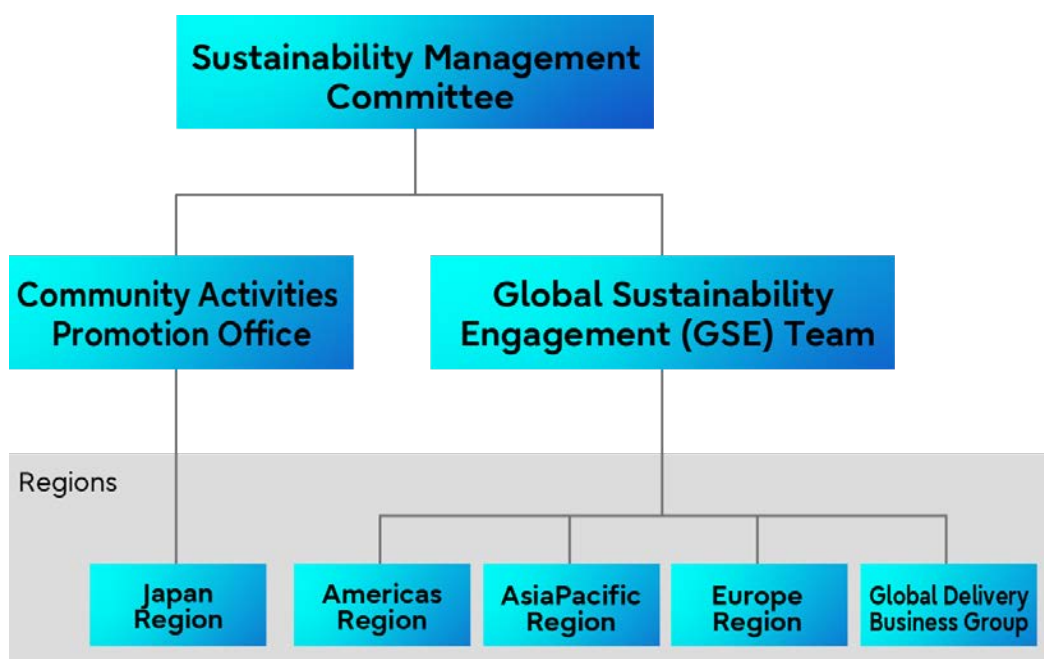 Sustainability Management
Committee
Community Activities
Promotion Office
Global Sustainability
Engagement (GSE) Team
Regions
Japan
Region
Americas
Region
AsiaPacific
Region
Europe
Region
Global Delivery
Business Group